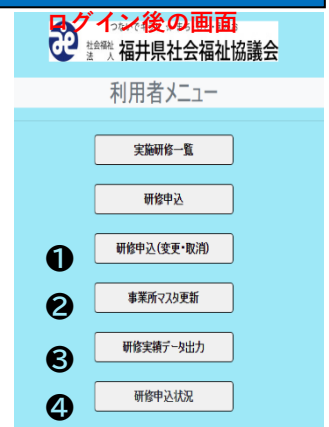 ログイン後の画面
社会福祉法人 福井県社会福祉協議会
利用者メニュー
実施研修一覧
研修申込
❶ 研修申込(変更・取消)
❷ 事業所マスタ更新
❸ 研修実績データ出力
❹ 研修申込状況